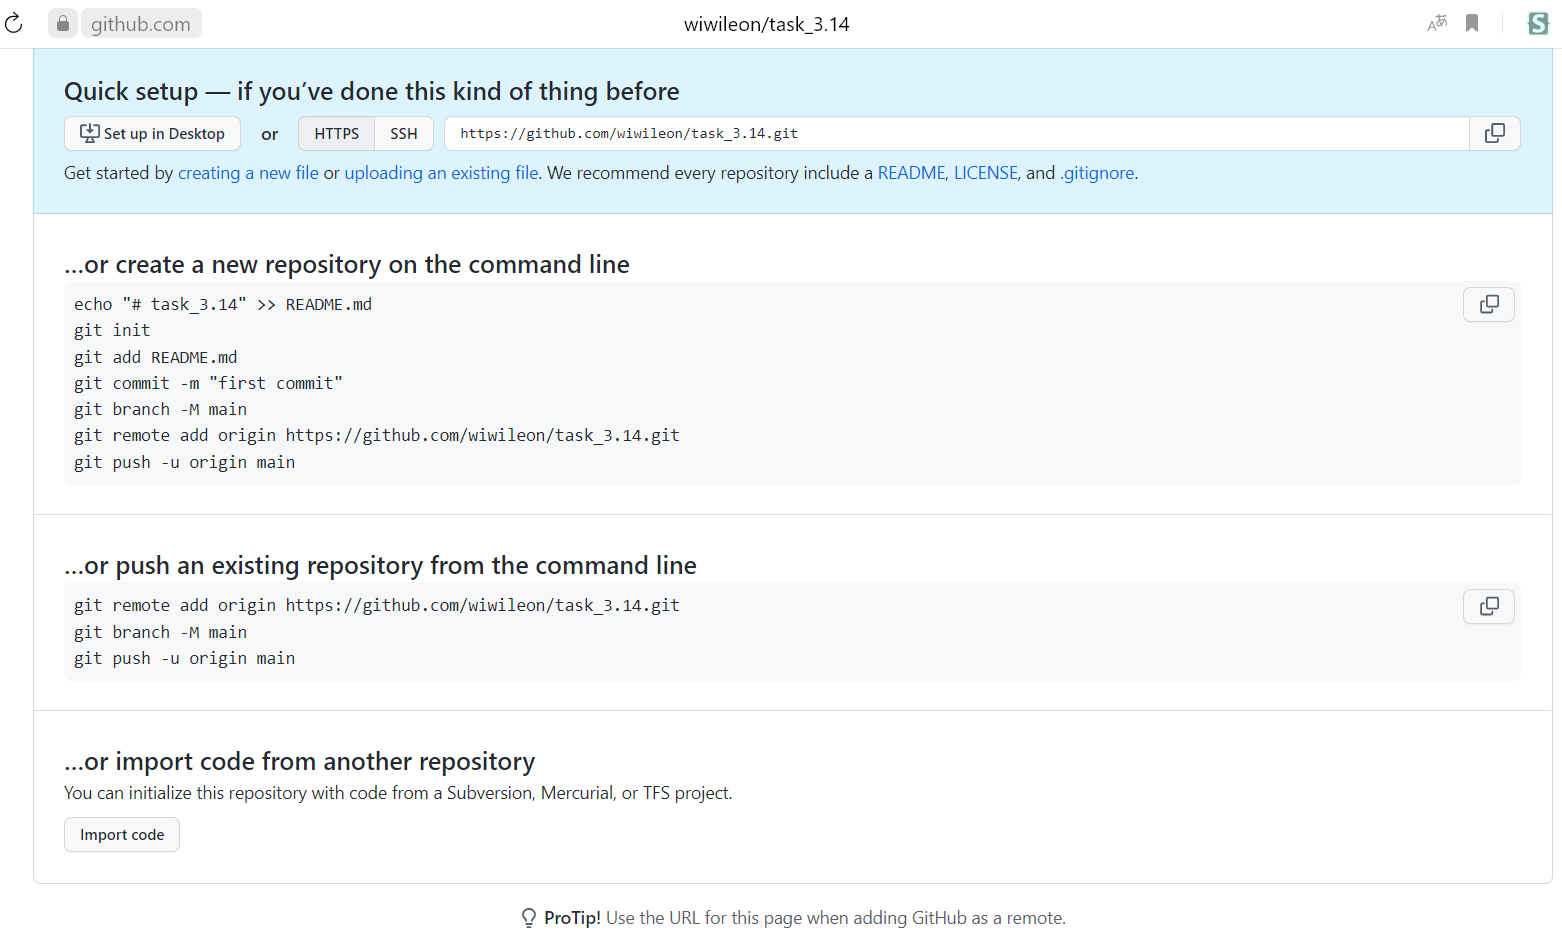 github.com
wiwileon/task_3.14
Quick setup — if you’ve done this kind of thing before
Set up in Desktop or HTTPS SSH https://github.com/wiwileon/task_3.14.git
Get started by creating a new file or uploading an existing file. We recommend every repository include a README, LICENSE, and .gitignore.
…or create a new repository on the command line
echo "# task_3.14" >> README.md
git init
git add README.md
git commit -m "first commit"
git branch -M main
git remote add origin https://github.com/wiwileon/task_3.14.git
git push -u origin main
…or push an existing repository from the command line
git remote add origin https://github.com/wiwileon/task_3.14.git
git branch -M main
git push -u origin main
…or import code from another repository
You can initialize this repository with code from a Subversion, Mercurial, or TFS project.
Import code
ProTip! Use the URL for this page when adding GitHub as a remote.